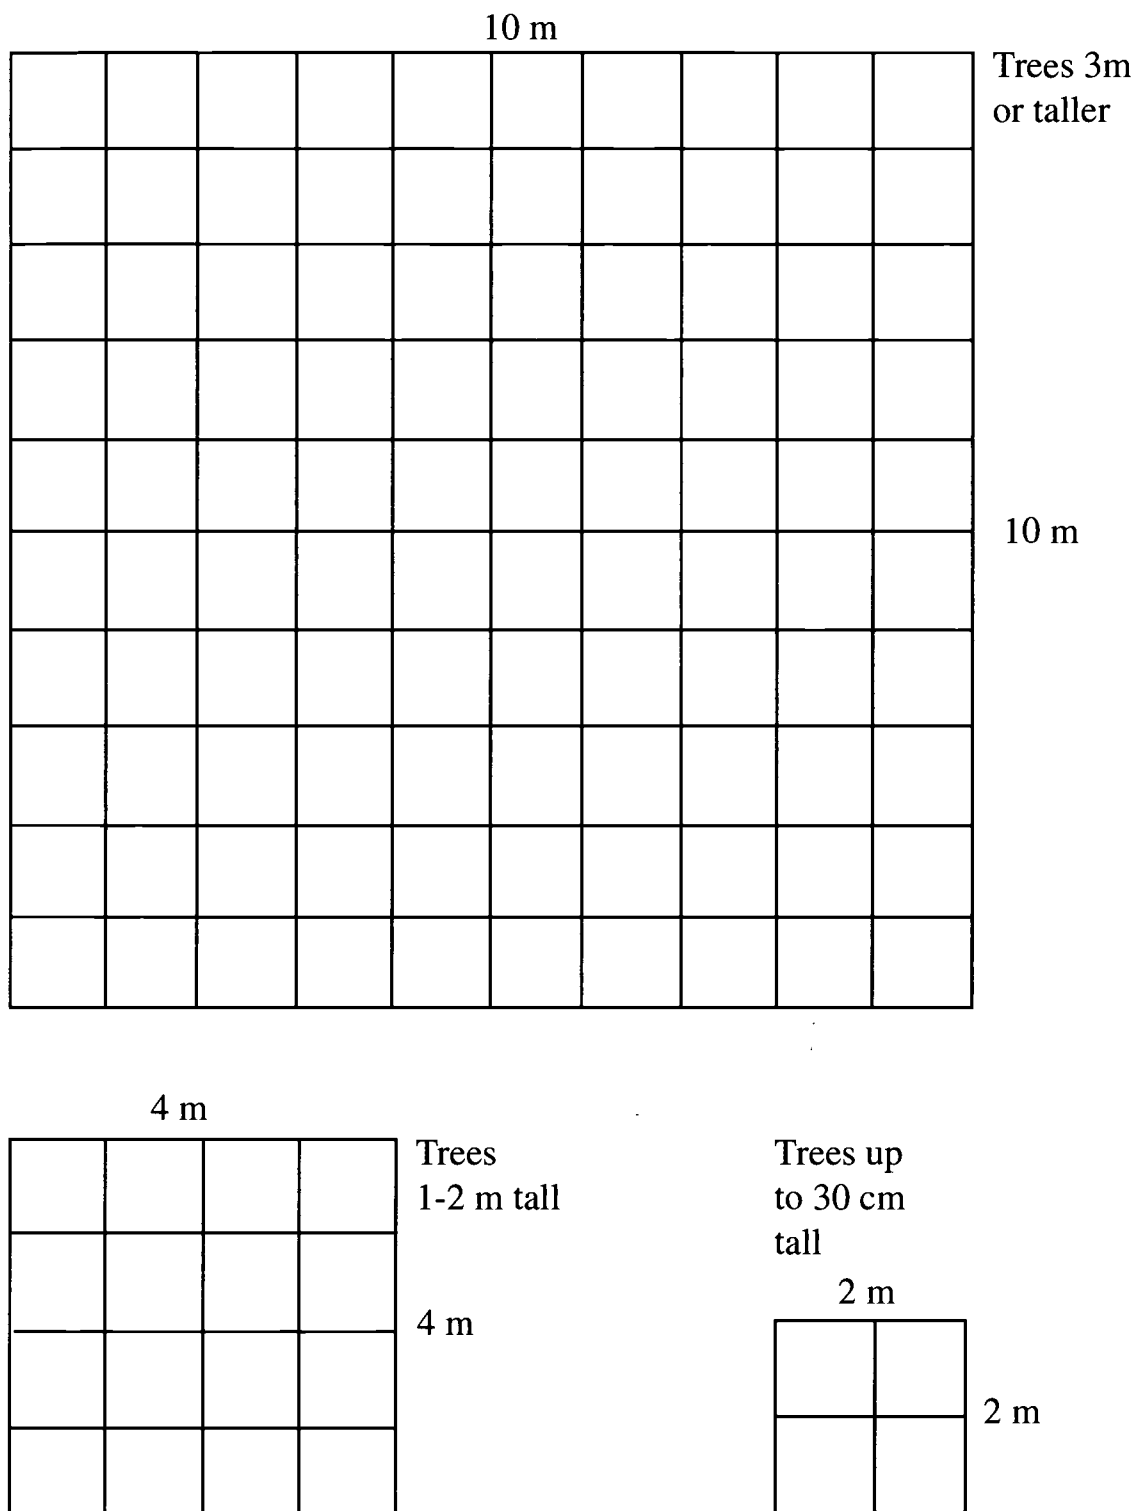 10 m
Trees 3m
or taller
10 m
4 m
Trees
1-2 m tall
4 m
Trees up
to 30 cm
tall
2 m
2 m